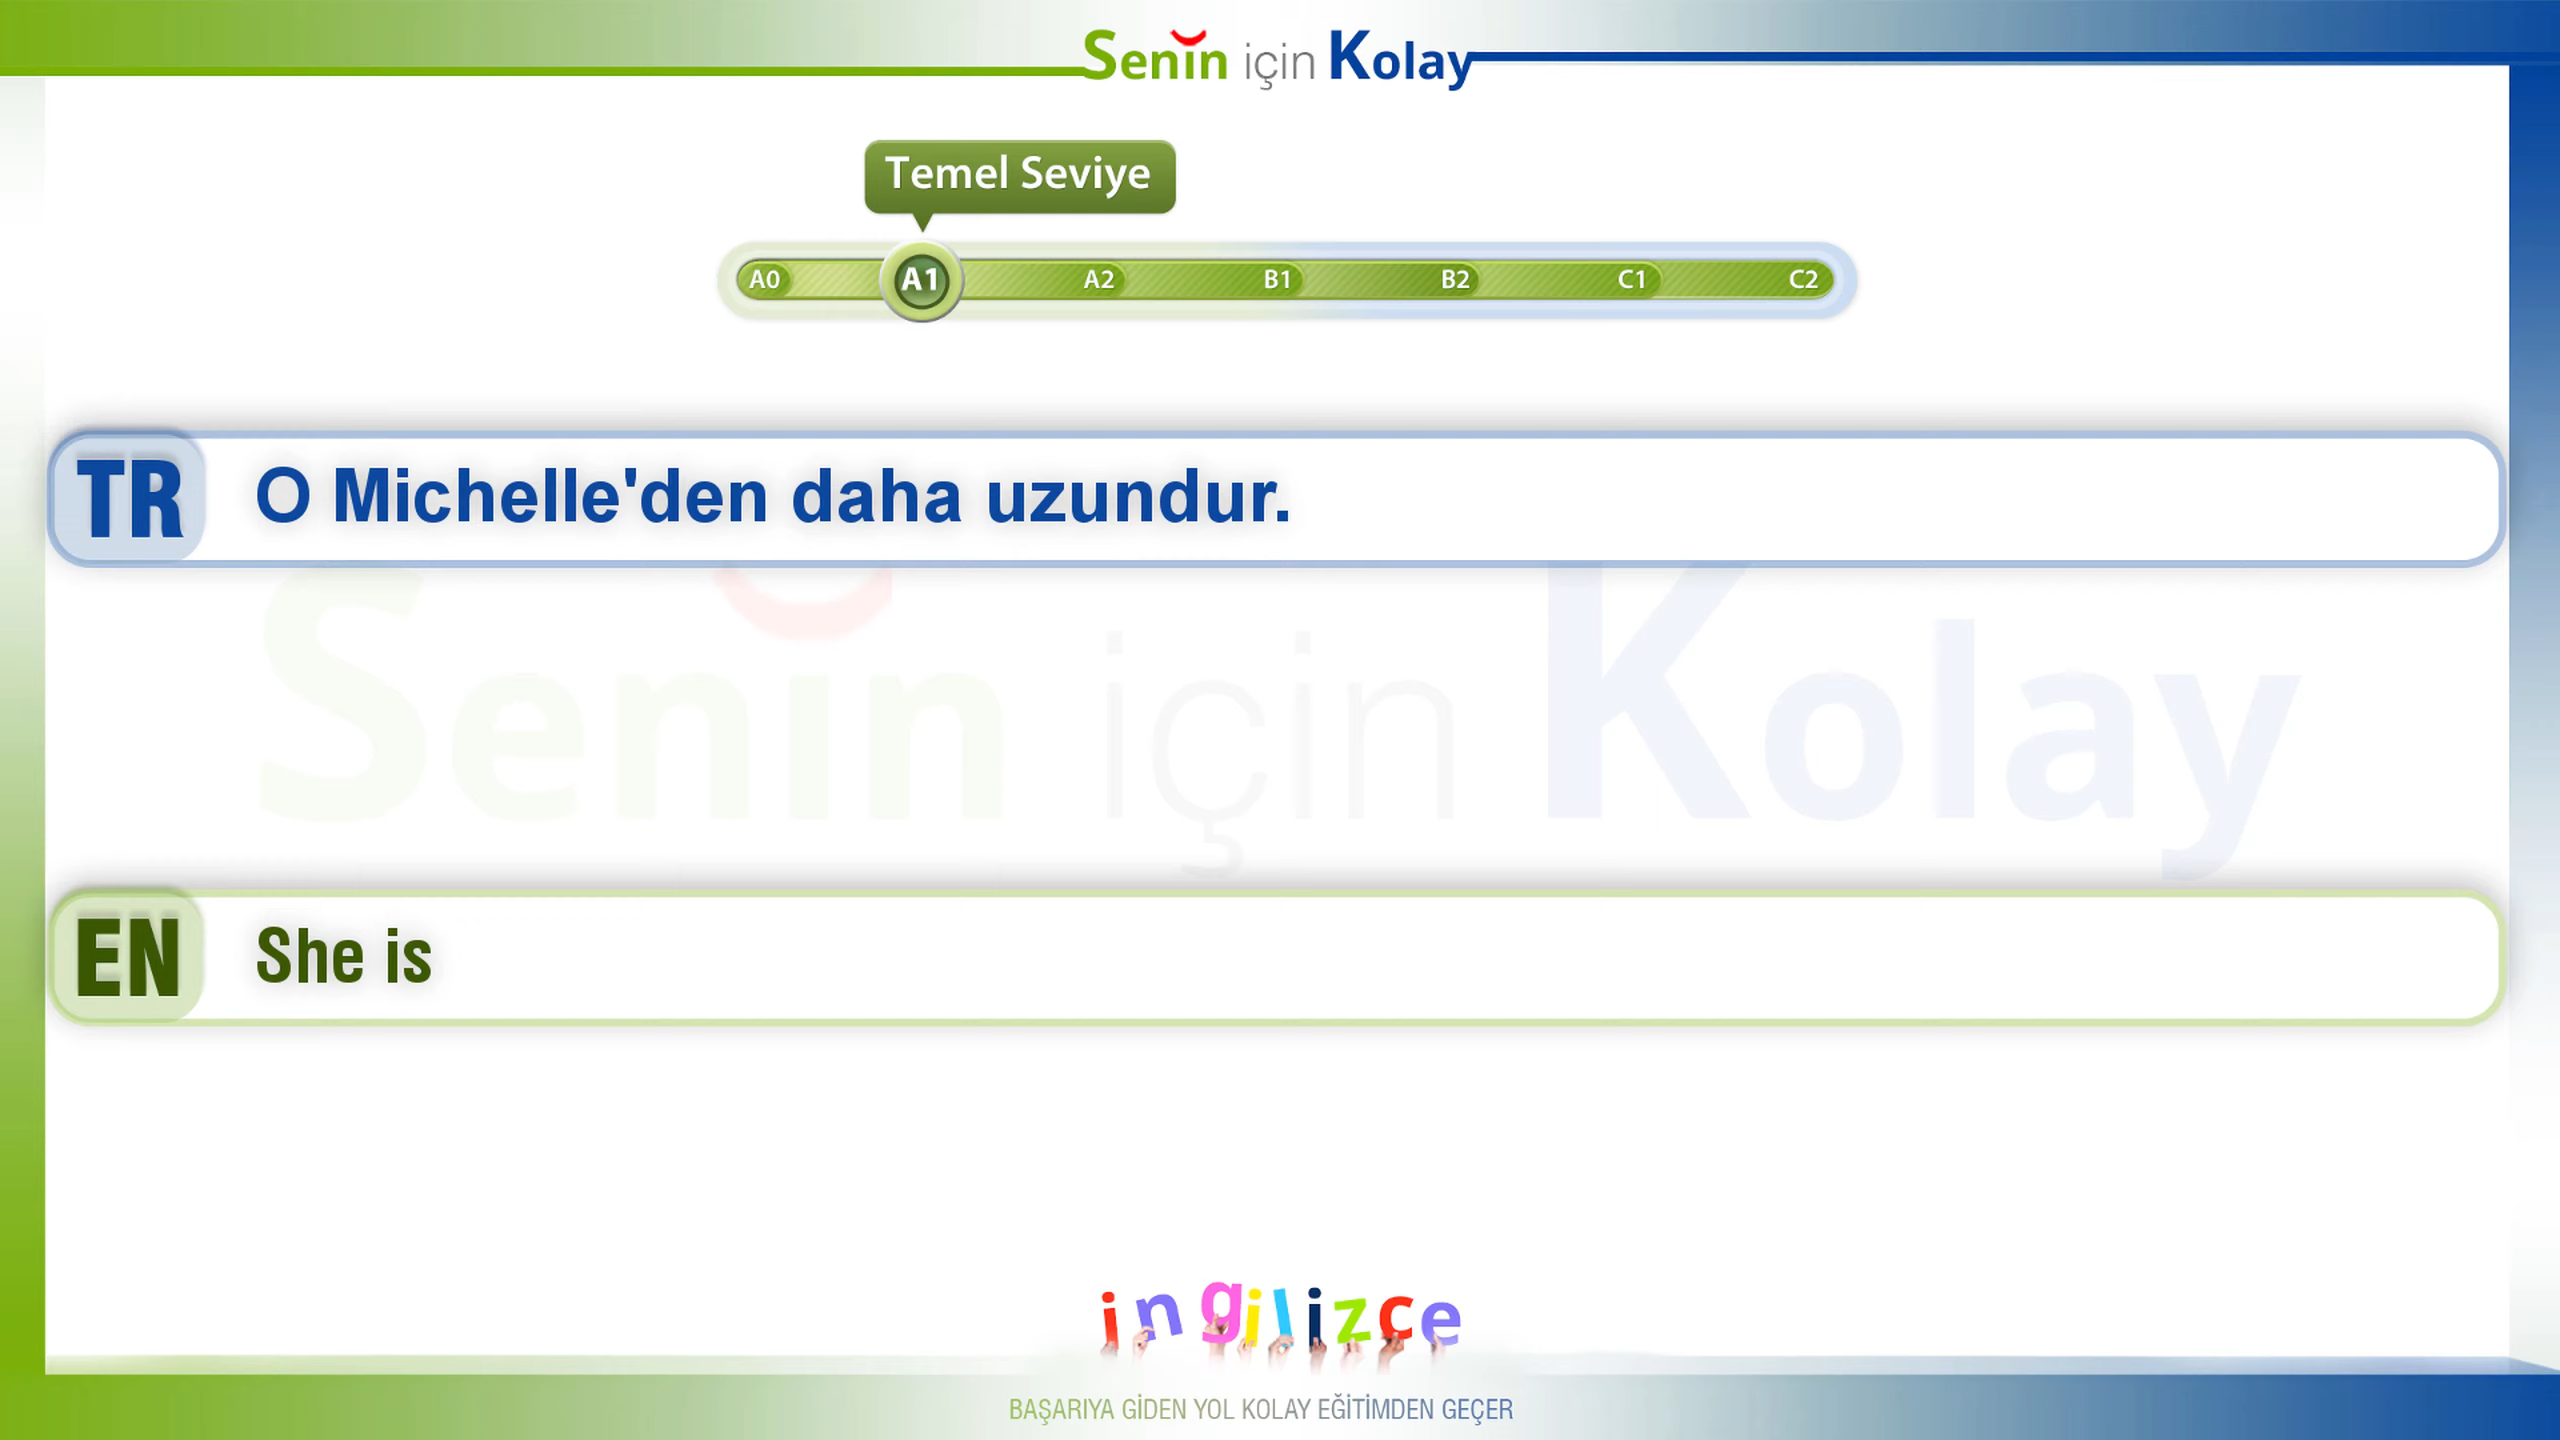 Senin için Kolay
Temel Seviye
A0 A1 A2 B1 B2 C1 C2
TR O Michelle'den daha uzundur.
Senin için Kolay
EN She is
ingilizce
BAŞARIYA GİDEN YOL KOLAY EĞİTİMDEN GEÇER